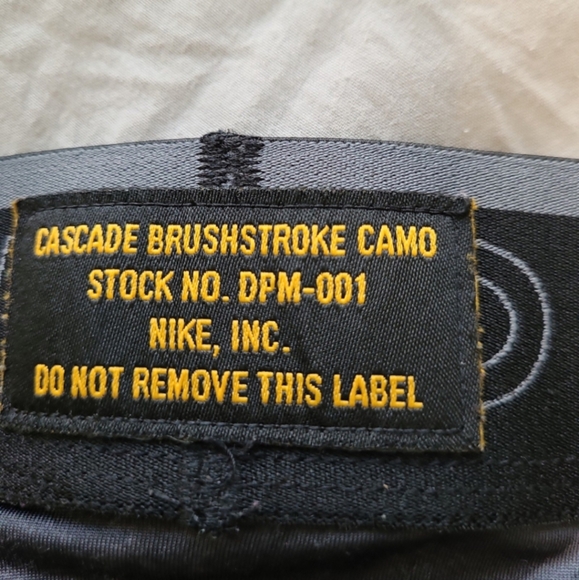 CASCADE BRUSHSTROKE CAMO
STOCK NO. DPM-001
NIKE, INC.
DO NOT REMOVE THIS LABEL